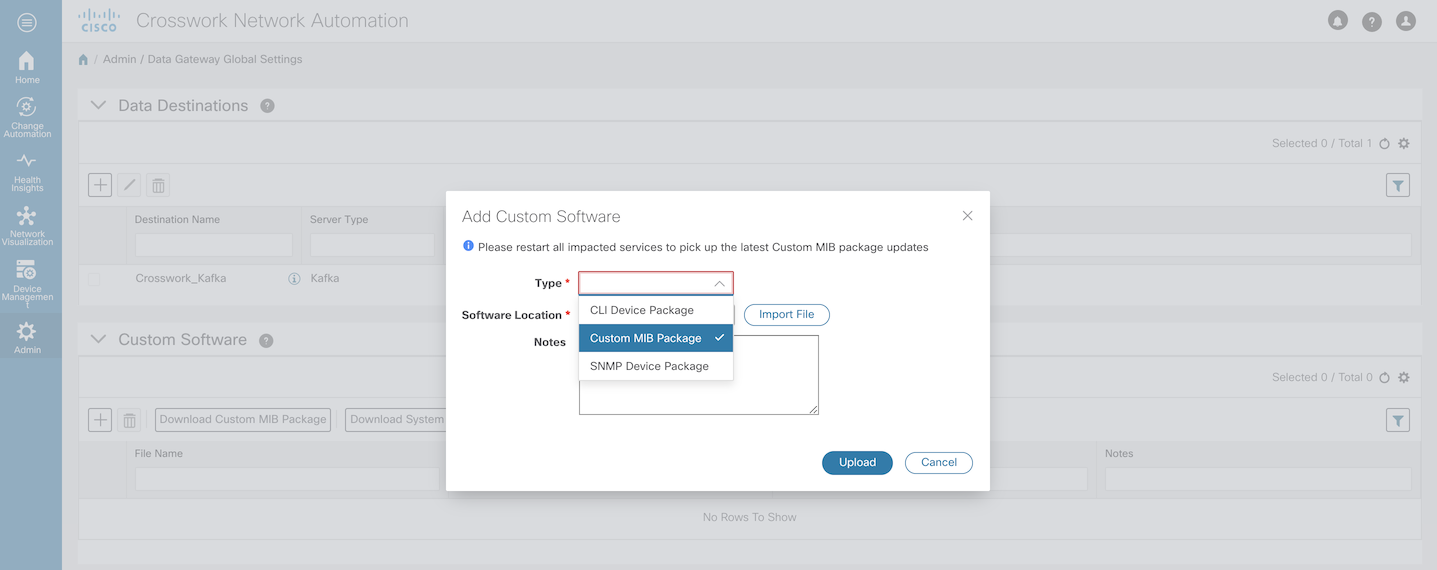 CISCO
Crosswork Network Automation
?
Home
Change
Automation
Health
Insights
Network
Visualization
Device
Managemen
t
Admin
/ Admin / Data Gateway Global Settings
Data Destinations ?
Selected 0 / Total 1
Destination Name
Server Type
Crosswork_Kafka
i
Kafka
Custom Software ?
Selected 0 / Total 0
Download Custom MIB Package
Download System
File Name
Notes
No Rows To Show
Add Custom Software
i Please restart all impacted services to pick up the latest Custom MIB package updates
Type *
CLI Device Package
Custom MIB Package
SNMP Device Package
Software Location *
Import File
Notes
Upload
Cancel